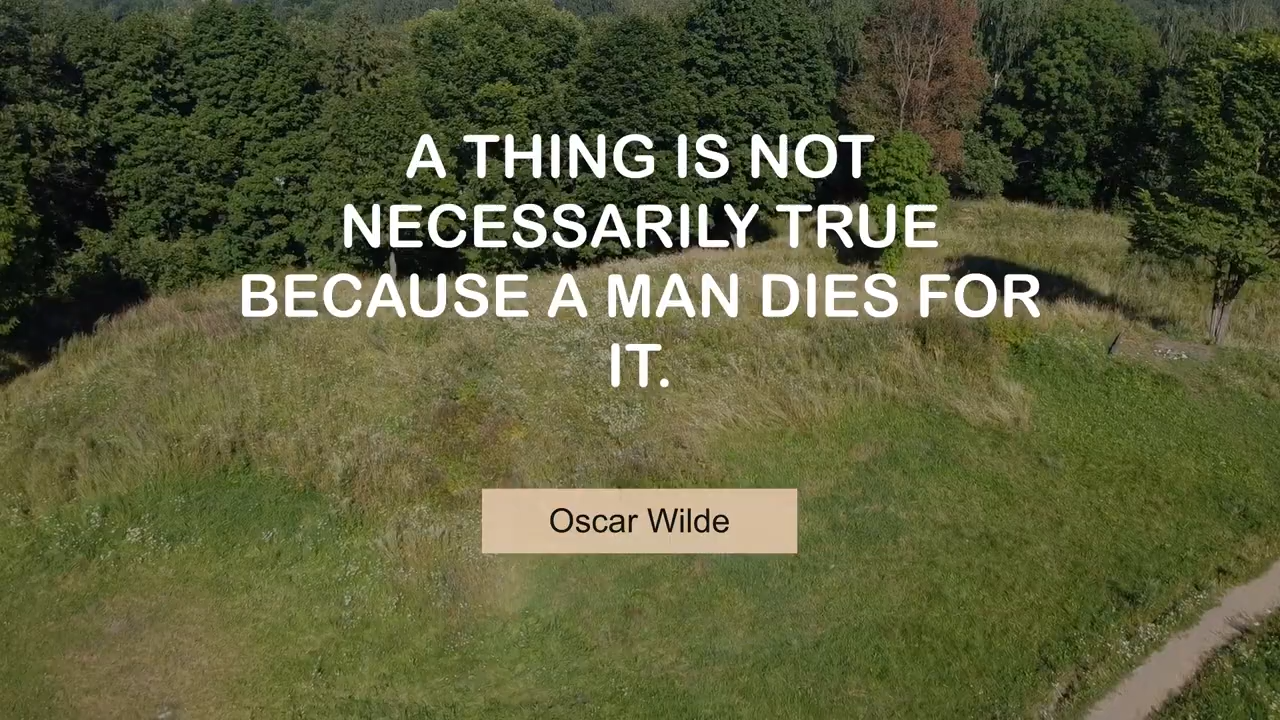 A THING IS NOT
NECESSARILY TRUE
BECAUSE A MAN DIES FOR
IT.
Oscar Wilde